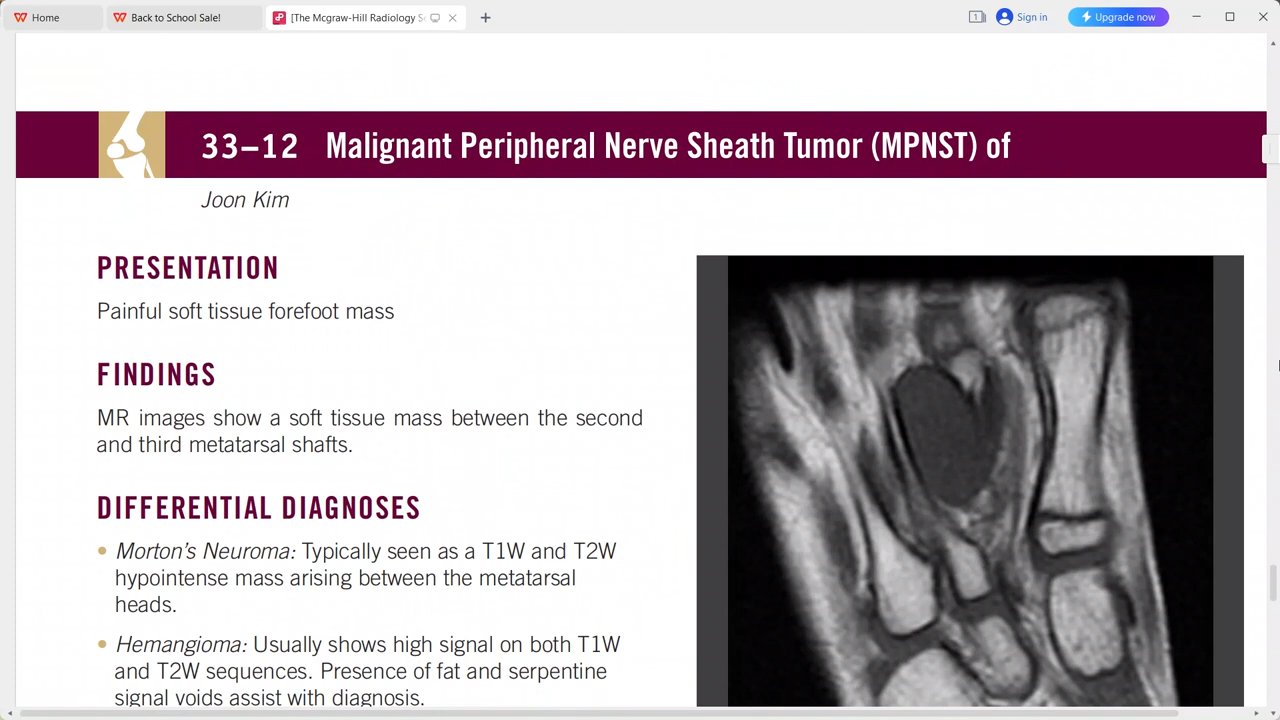 Home
Back to School Sale!
[The Mcgraw-Hill Radiology S
1
Sign in
Upgrade now
33–12 Malignant Peripheral Nerve Sheath Tumor (MPNST) of
Joon Kim
PRESENTATION
Painful soft tissue forefoot mass
FINDINGS
MR images show a soft tissue mass between the second
and third metatarsal shafts.
DIFFERENTIAL DIAGNOSES
• Morton's Neuroma: Typically seen as a T1W and T2W
hypointense mass arising between the metatarsal
heads.
• Hemangioma: Usually shows high signal on both T1W
and T2W sequences. Presence of fat and serpentine
signal voids assist with diagnosis.